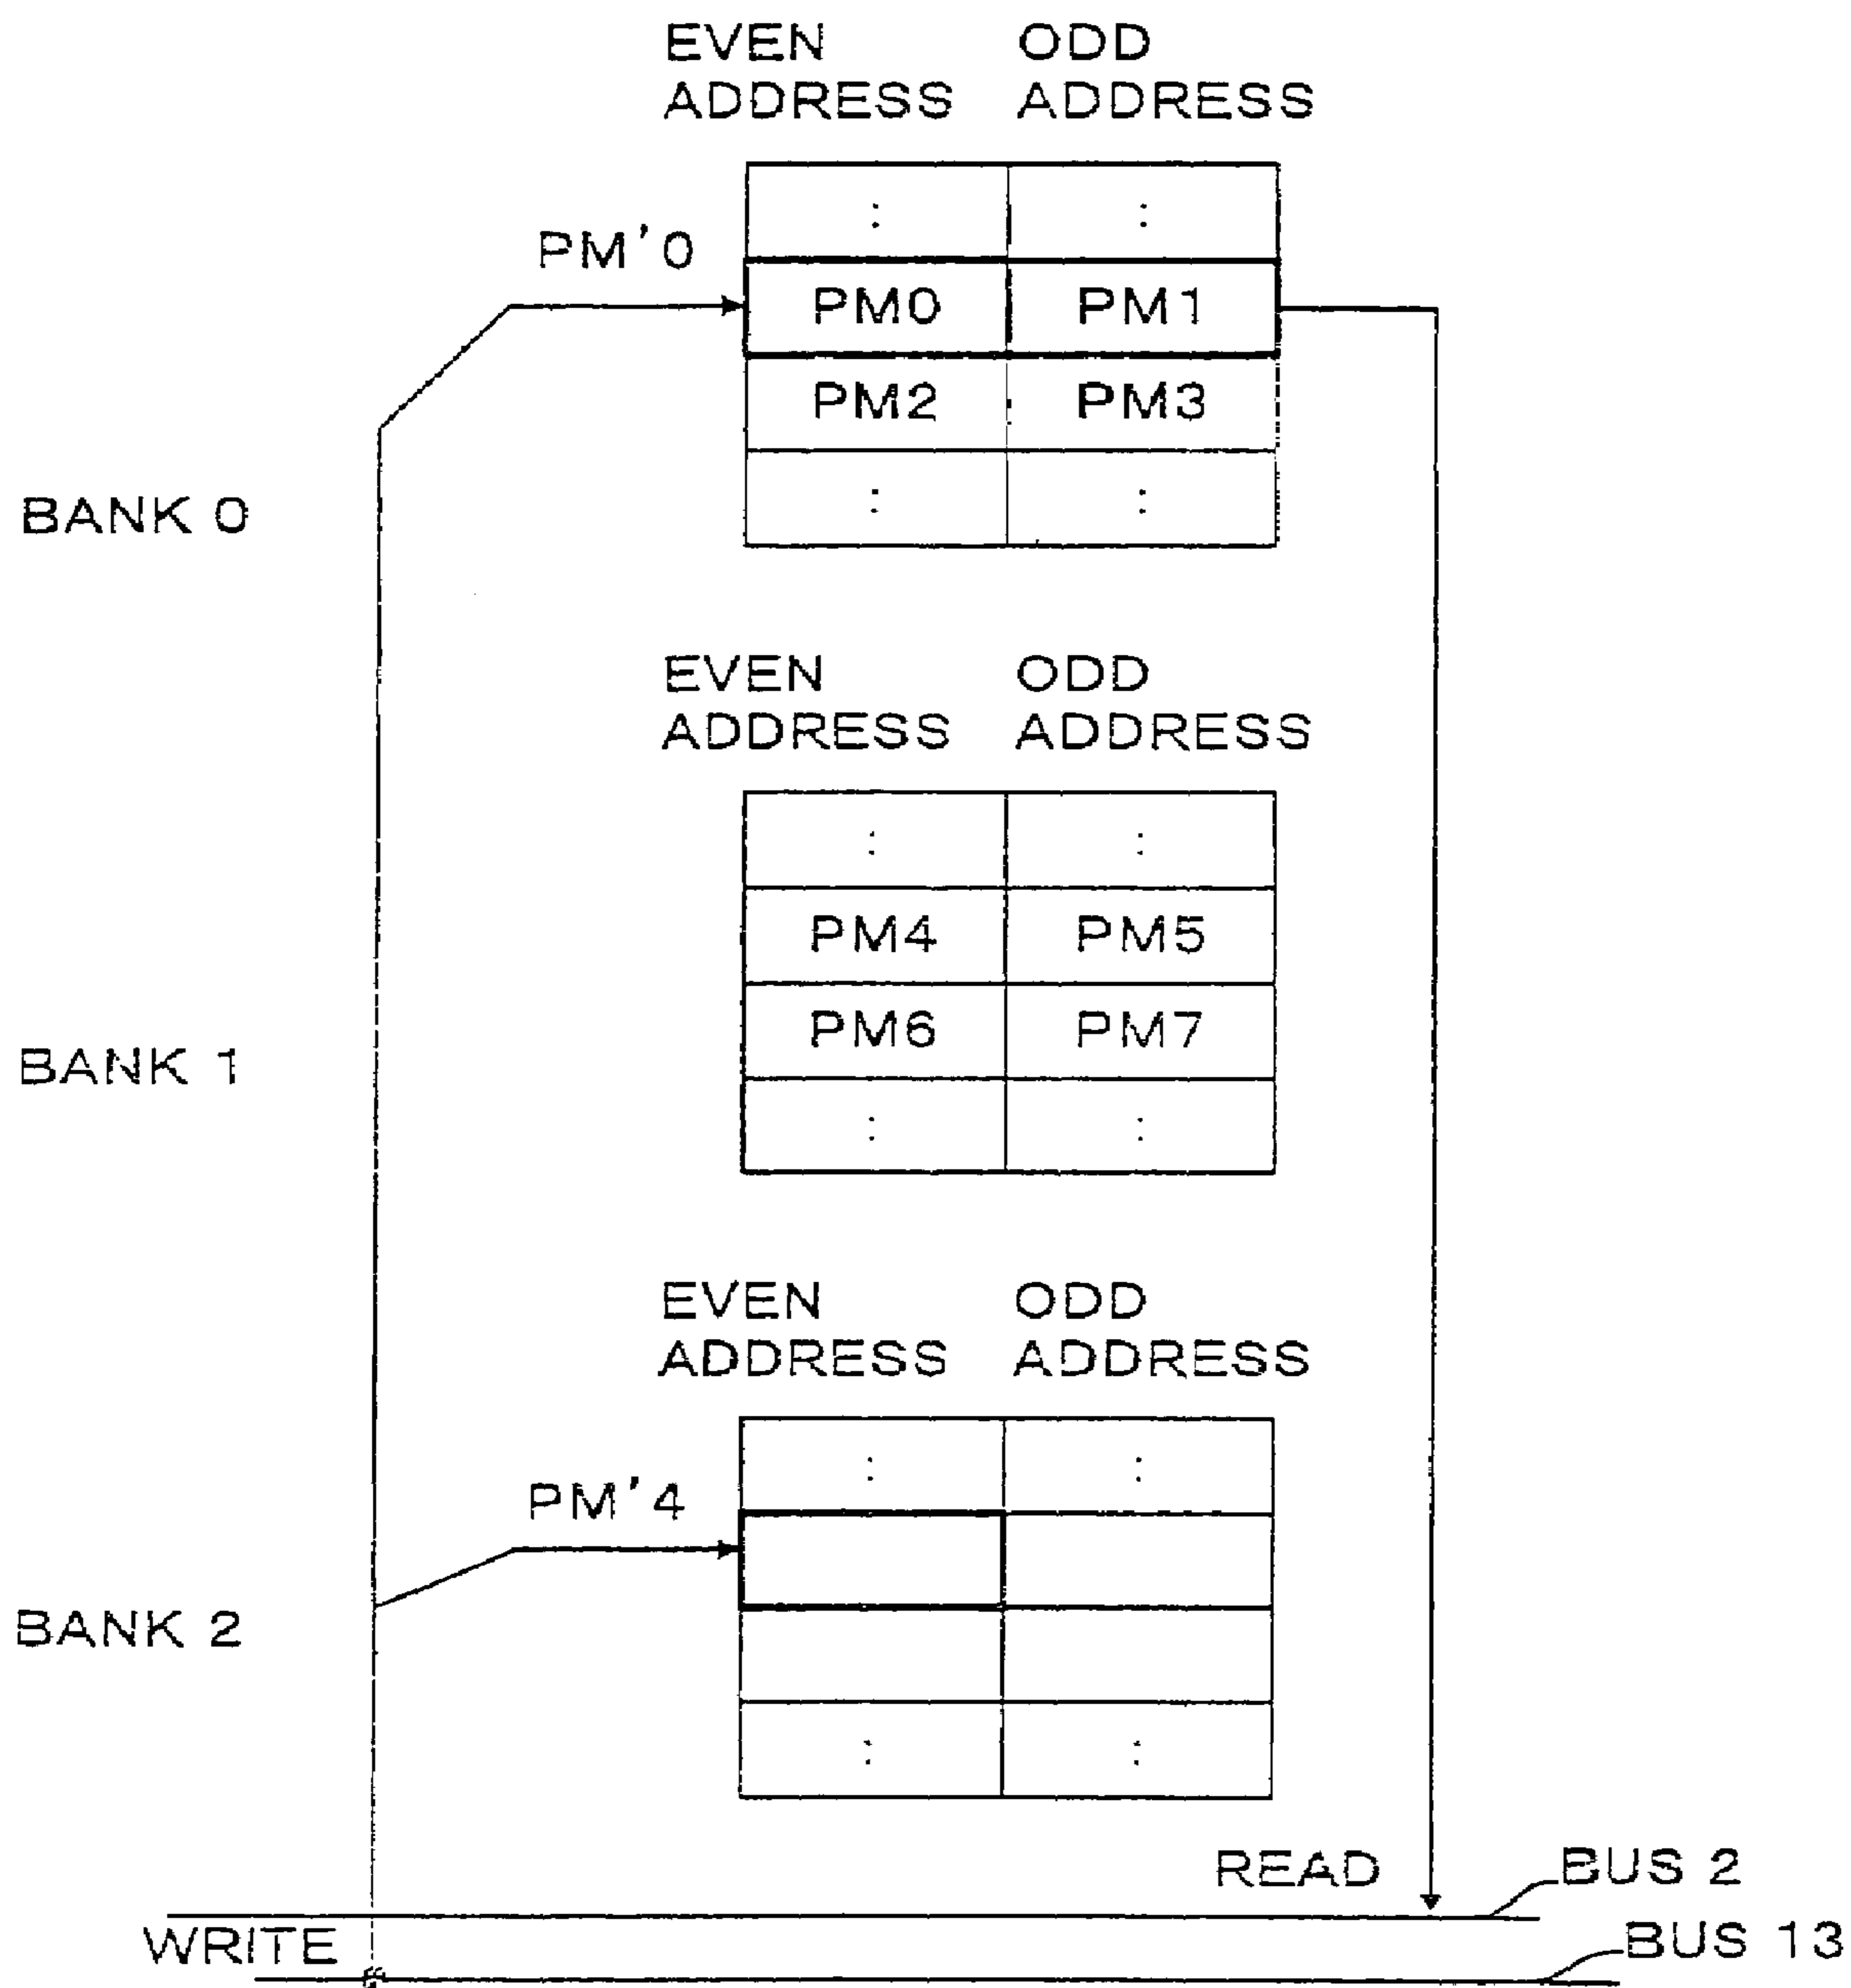 EVEN ODD
ADDRESS ADDRESS
: :
PM'0
PM0 PM1
PM2 PM3
: :
BANK 0
EVEN ODD
ADDRESS ADDRESS
: :
PM4 PM5
PM6 PM7
BANK 1
: :
EVEN ODD
ADDRESS ADDRESS
: :
PM'4
BANK 2
: :
READ BUS 2
WRITE BUS 13